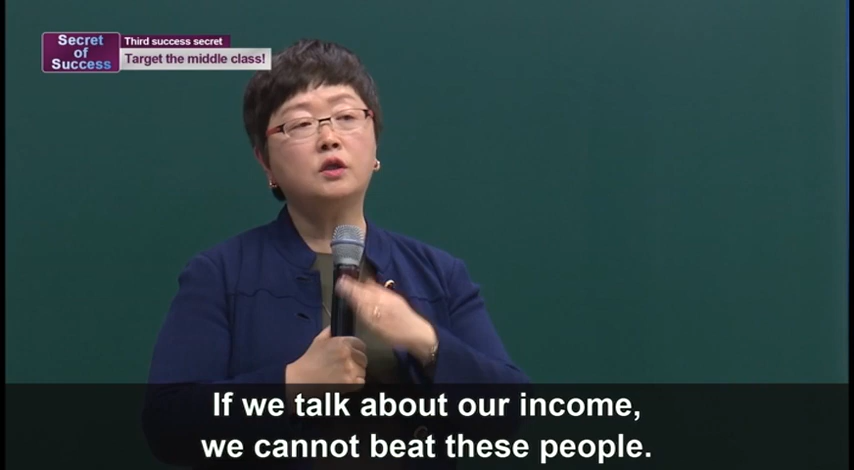 Secret
of
Success
Third success secret
Target the middle class!
If we talk about our income,
we cannot beat these people.